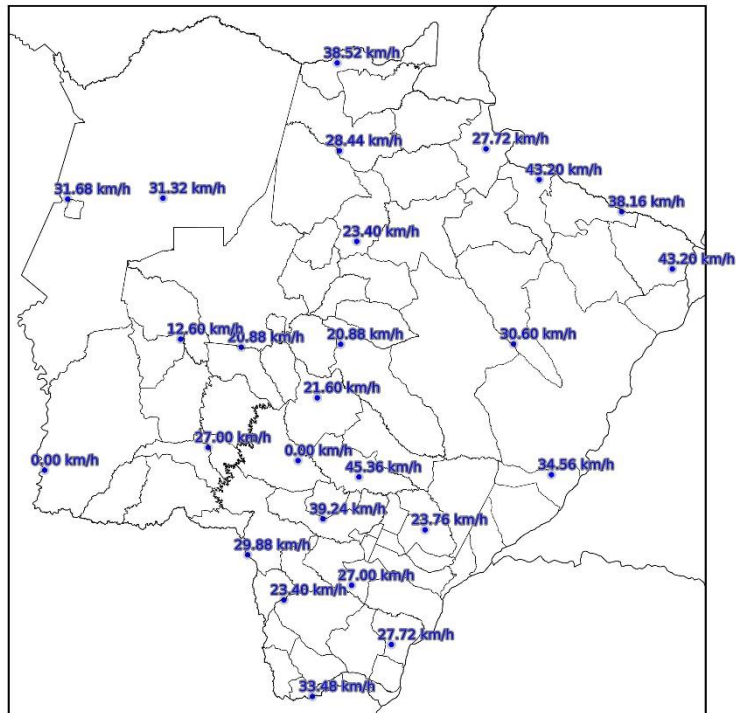 38.52 km/h
28.44 km/h
27.72 km/h
43.20 km/h
31.68 km/h
31.32 km/h
38.16 km/h
23.40 km/h
43.20 km/h
12.60 km/h
20.88 km/h
20.88 km/h
30.60 km/h
21.60 km/h
27.00 km/h
0.00 km/h
0.00 km/h
45.36 km/h
34.56 km/h
39.24 km/h
23.76 km/h
29.88 km/h
27.00 km/h
23.40 km/h
27.72 km/h
33.48 km/h